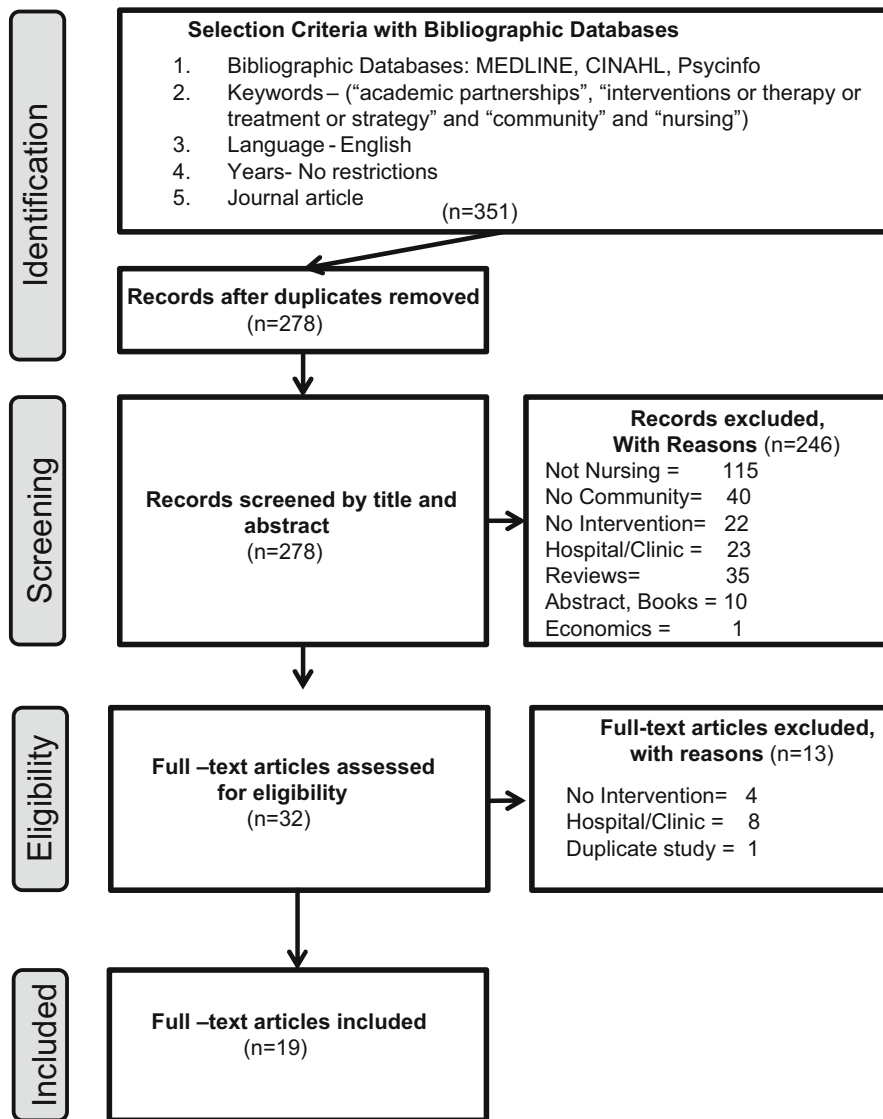 Identification
Selection Criteria with Bibliographic Databases
1. Bibliographic Databases: MEDLINE, CINAHL, Psycinfo
2. Keywords – (“academic partnerships”, “interventions or therapy or
treatment or strategy” and “community” and “nursing”)
3. Language - English
4. Years- No restrictions
5. Journal article
(n=351)
Records after duplicates removed
(n=278)
Screening
Records screened by title and
abstract
(n=278)
Records excluded,
With Reasons (n=246)
Not Nursing = 115
No Community= 40
No Intervention= 22
Hospital/Clinic = 23
Reviews= 35
Abstract, Books = 10
Economics = 1
Eligibility
Full –text articles assessed
for eligibility
(n=32)
Full-text articles excluded,
with reasons (n=13)
No Intervention= 4
Hospital/Clinic = 8
Duplicate study = 1
Included
Full –text articles included
(n=19)